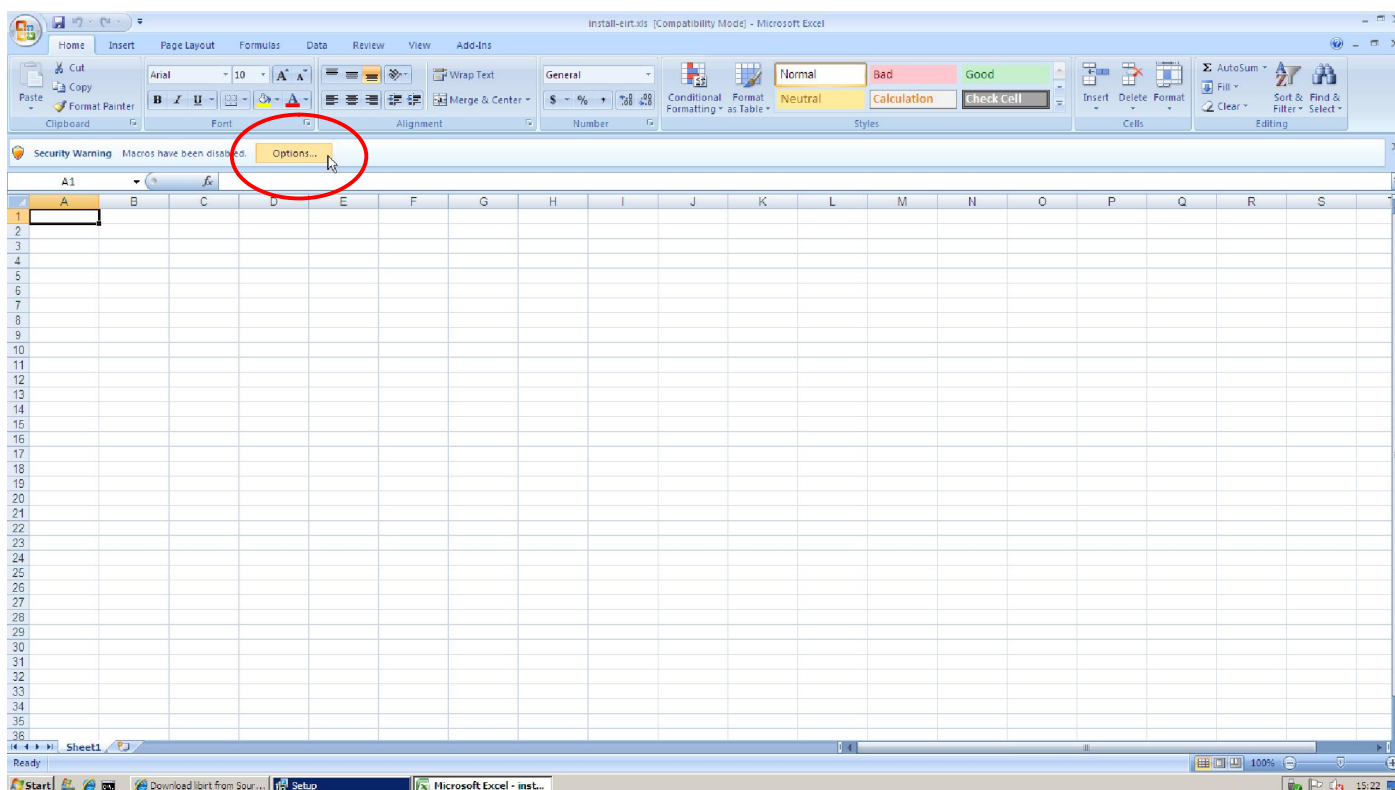 install-eirt.xls [Compatibility Mode] - Microsoft Excel
Home Insert Page Layout Formulas Data Review View Add-Ins
Paste
Cut
Copy
Format Painter
Clipboard
Arial 10 A A
B I U A
Font
Wrap Text
Merge & Center
Alignment
General
$ % ,
Number
Conditional Formatting
Format as Table
Normal Bad Good
Neutral Calculation Check Cell
Styles
Insert Delete Format
Cells
Σ AutoSum
Fill
Clear
Sort & Filter
Find & Select
Editing
Security Warning Macros have been disabled. Options...
A1 fx
A B C D E F G H I J K L M N O P Q R S
1
2
3
4
5
6
7
8
9
10
11
12
13
14
15
16
17
18
19
20
21
22
23
24
25
26
27
28
29
30
31
32
33
34
35
36
Sheet1
Ready 100%
Start Download libirt from Sour... Setup Microsoft Excel - inst... 15:22